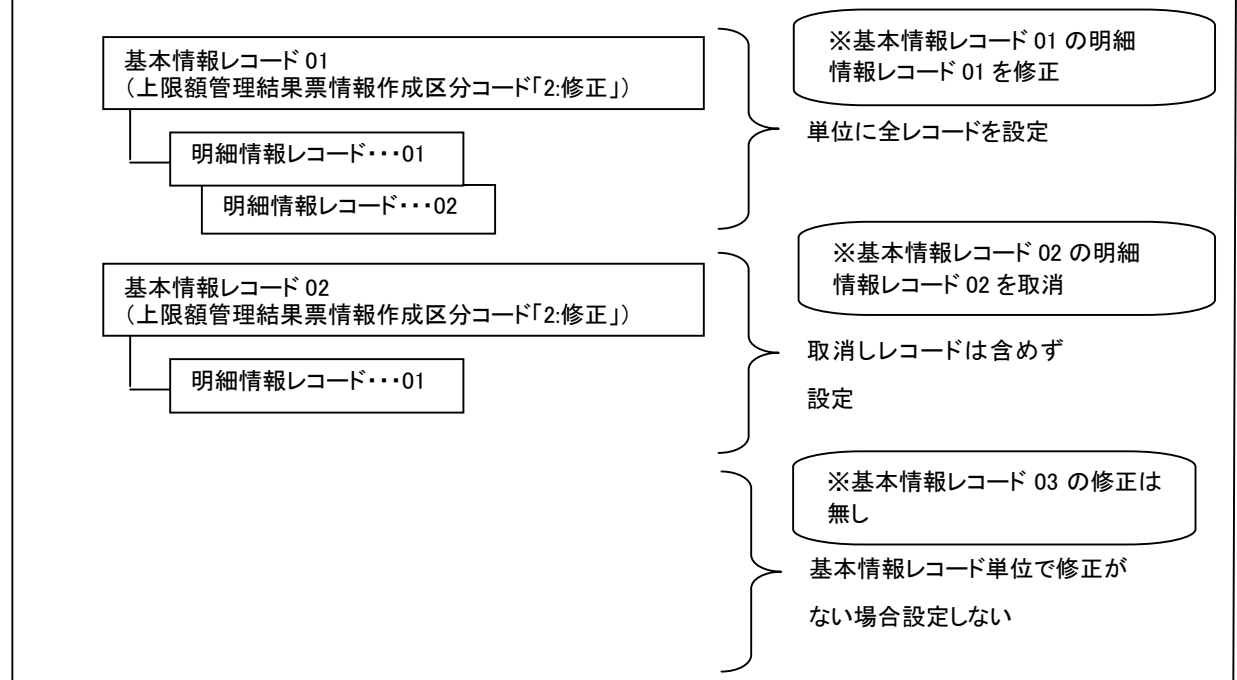 基本情報レコード 01
（上限額管理結果票情報作成区分コード「2:修正」）
明細情報レコード･･･01
明細情報レコード･･･02
※基本情報レコード 01 の明細
情報レコード 01 を修正
単位に全レコードを設定
基本情報レコード 02
（上限額管理結果票情報作成区分コード「2:修正」）
明細情報レコード･･･01
※基本情報レコード 02 の明細
情報レコード 02 を取消
取消しレコードは含めず
設定
※基本情報レコード 03 の修正は
無し
基本情報レコード単位で修正が
ない場合設定しない